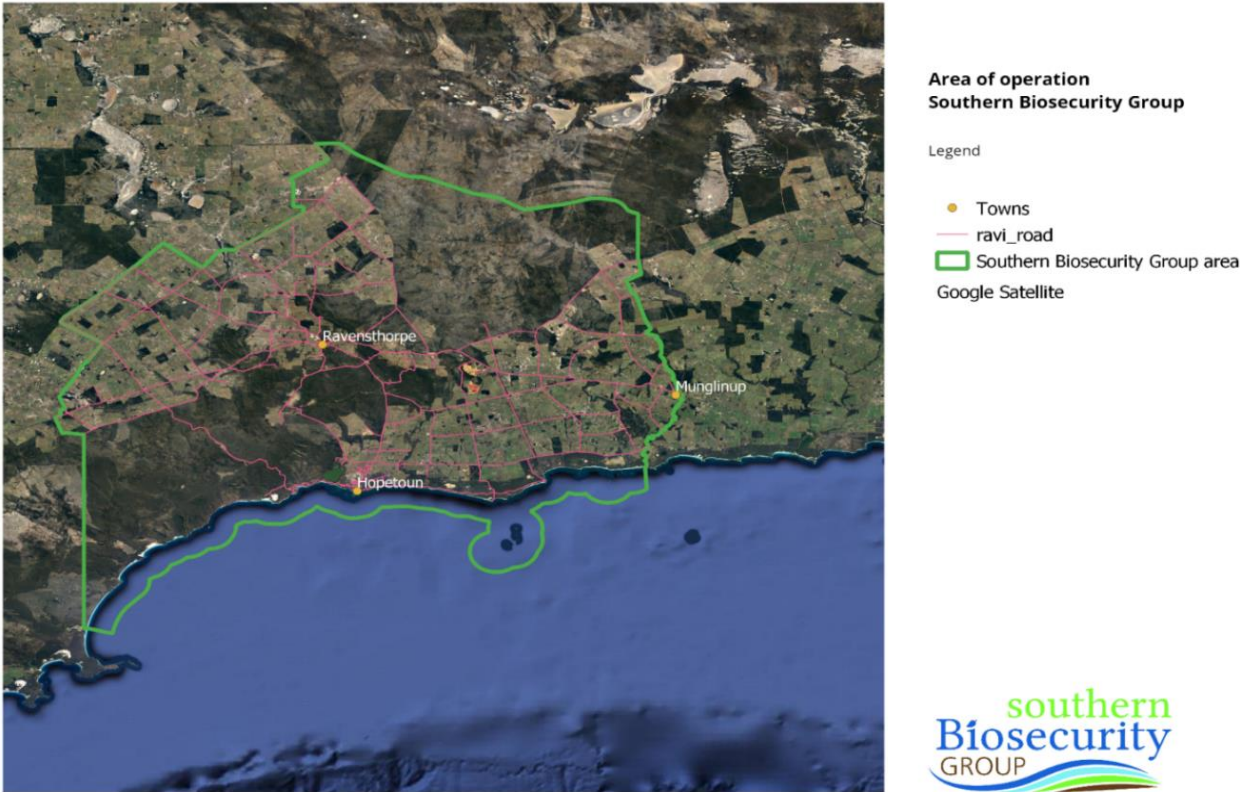 Area of operation
Southern Biosecurity Group
Legend
Towns
ravi_road
Southern Biosecurity Group area
Google Satellite
Ravensthorpe
Munglinup
Hopetoun
southern
Biosecurity
GROUP